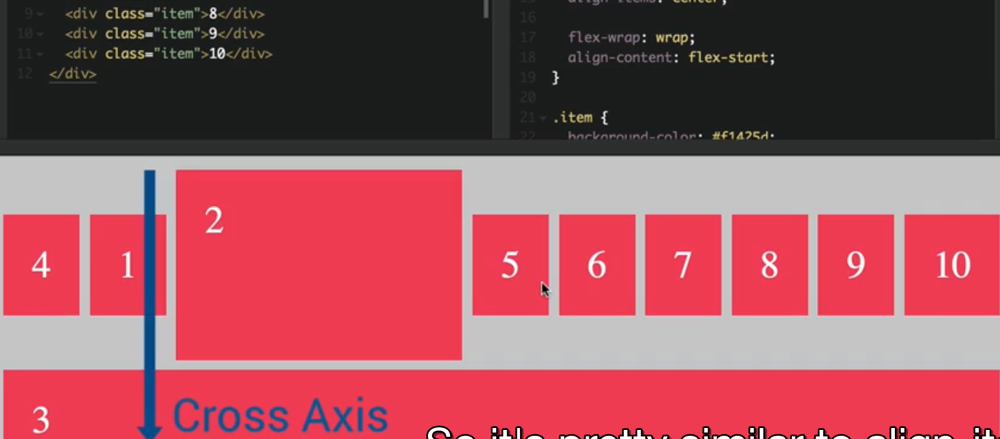 9 <div class="item">8</div>
10 <div class="item">9</div>
11 <div class="item">10</div>
12 </div>
15 align-items: center;
16
17 flex-wrap: wrap;
18 align-content: flex-start;
19 }
20
21 .item {
22 background-color: #f1425d;
4 1 2 5 6 7 8 9 10
3
Cross Axis
So it's pretty similar to align-